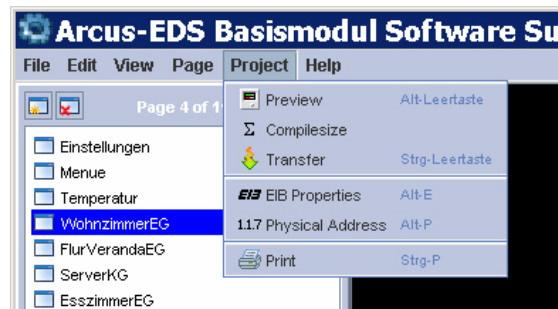 Arcus-EDS Basismodul Software Su
File Edit View Page Project Help
Page 4 of 1
Einstellungen
Menue
Temperatur
WohnzimmerEG
FlurVerandaEG
ServerKG
EsszimmerEG
Preview Alt-Leertaste
Σ Compilesize
Transfer Strg-Leertaste
EIB EIB Properties Alt-E
1.1.7 Physical Address Alt-P
Print Strg-P